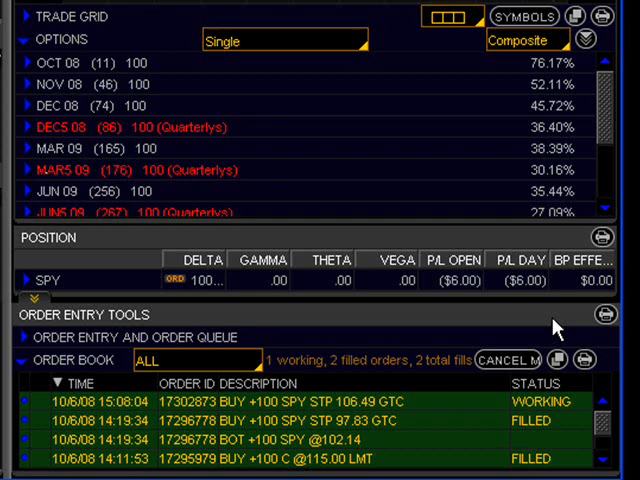 TRADE GRID SYMBOLS
OPTIONS Single Composite
OCT 08 (11) 100 76.17%
NOV 08 (46) 100 52.11%
DEC 08 (74) 100 45.72%
DEC5 08 (86) 100 (Quarterlys) 36.40%
MAR 09 (165) 100 38.39%
MAR5 09 (176) 100 (Quarterlys) 30.16%
JUN 09 (256) 100 35.44%
JUN5 09 (267) 100 (Quarterlys) 27.09%
POSITION
DELTA GAMMA THETA VEGA P/L OPEN P/L DAY BP EFFE...
SPY ORD 100... .00 .00 .00 ($6.00) ($6.00) $0.00
ORDER ENTRY TOOLS
ORDER ENTRY AND ORDER QUEUE
ORDER BOOK ALL 1 working, 2 filled orders, 2 total fills CANCEL M
TIME ORDER ID DESCRIPTION STATUS
10/6/08 15:08:04 17302873 BUY +100 SPY STP 106.49 GTC WORKING
10/6/08 14:19:34 17296778 BUY +100 SPY STP 97.83 GTC FILLED
10/6/08 14:19:34 17296778 BOT +100 SPY @102.14
10/6/08 14:11:53 17295979 BUY +100 C @115.00 LMT FILLED